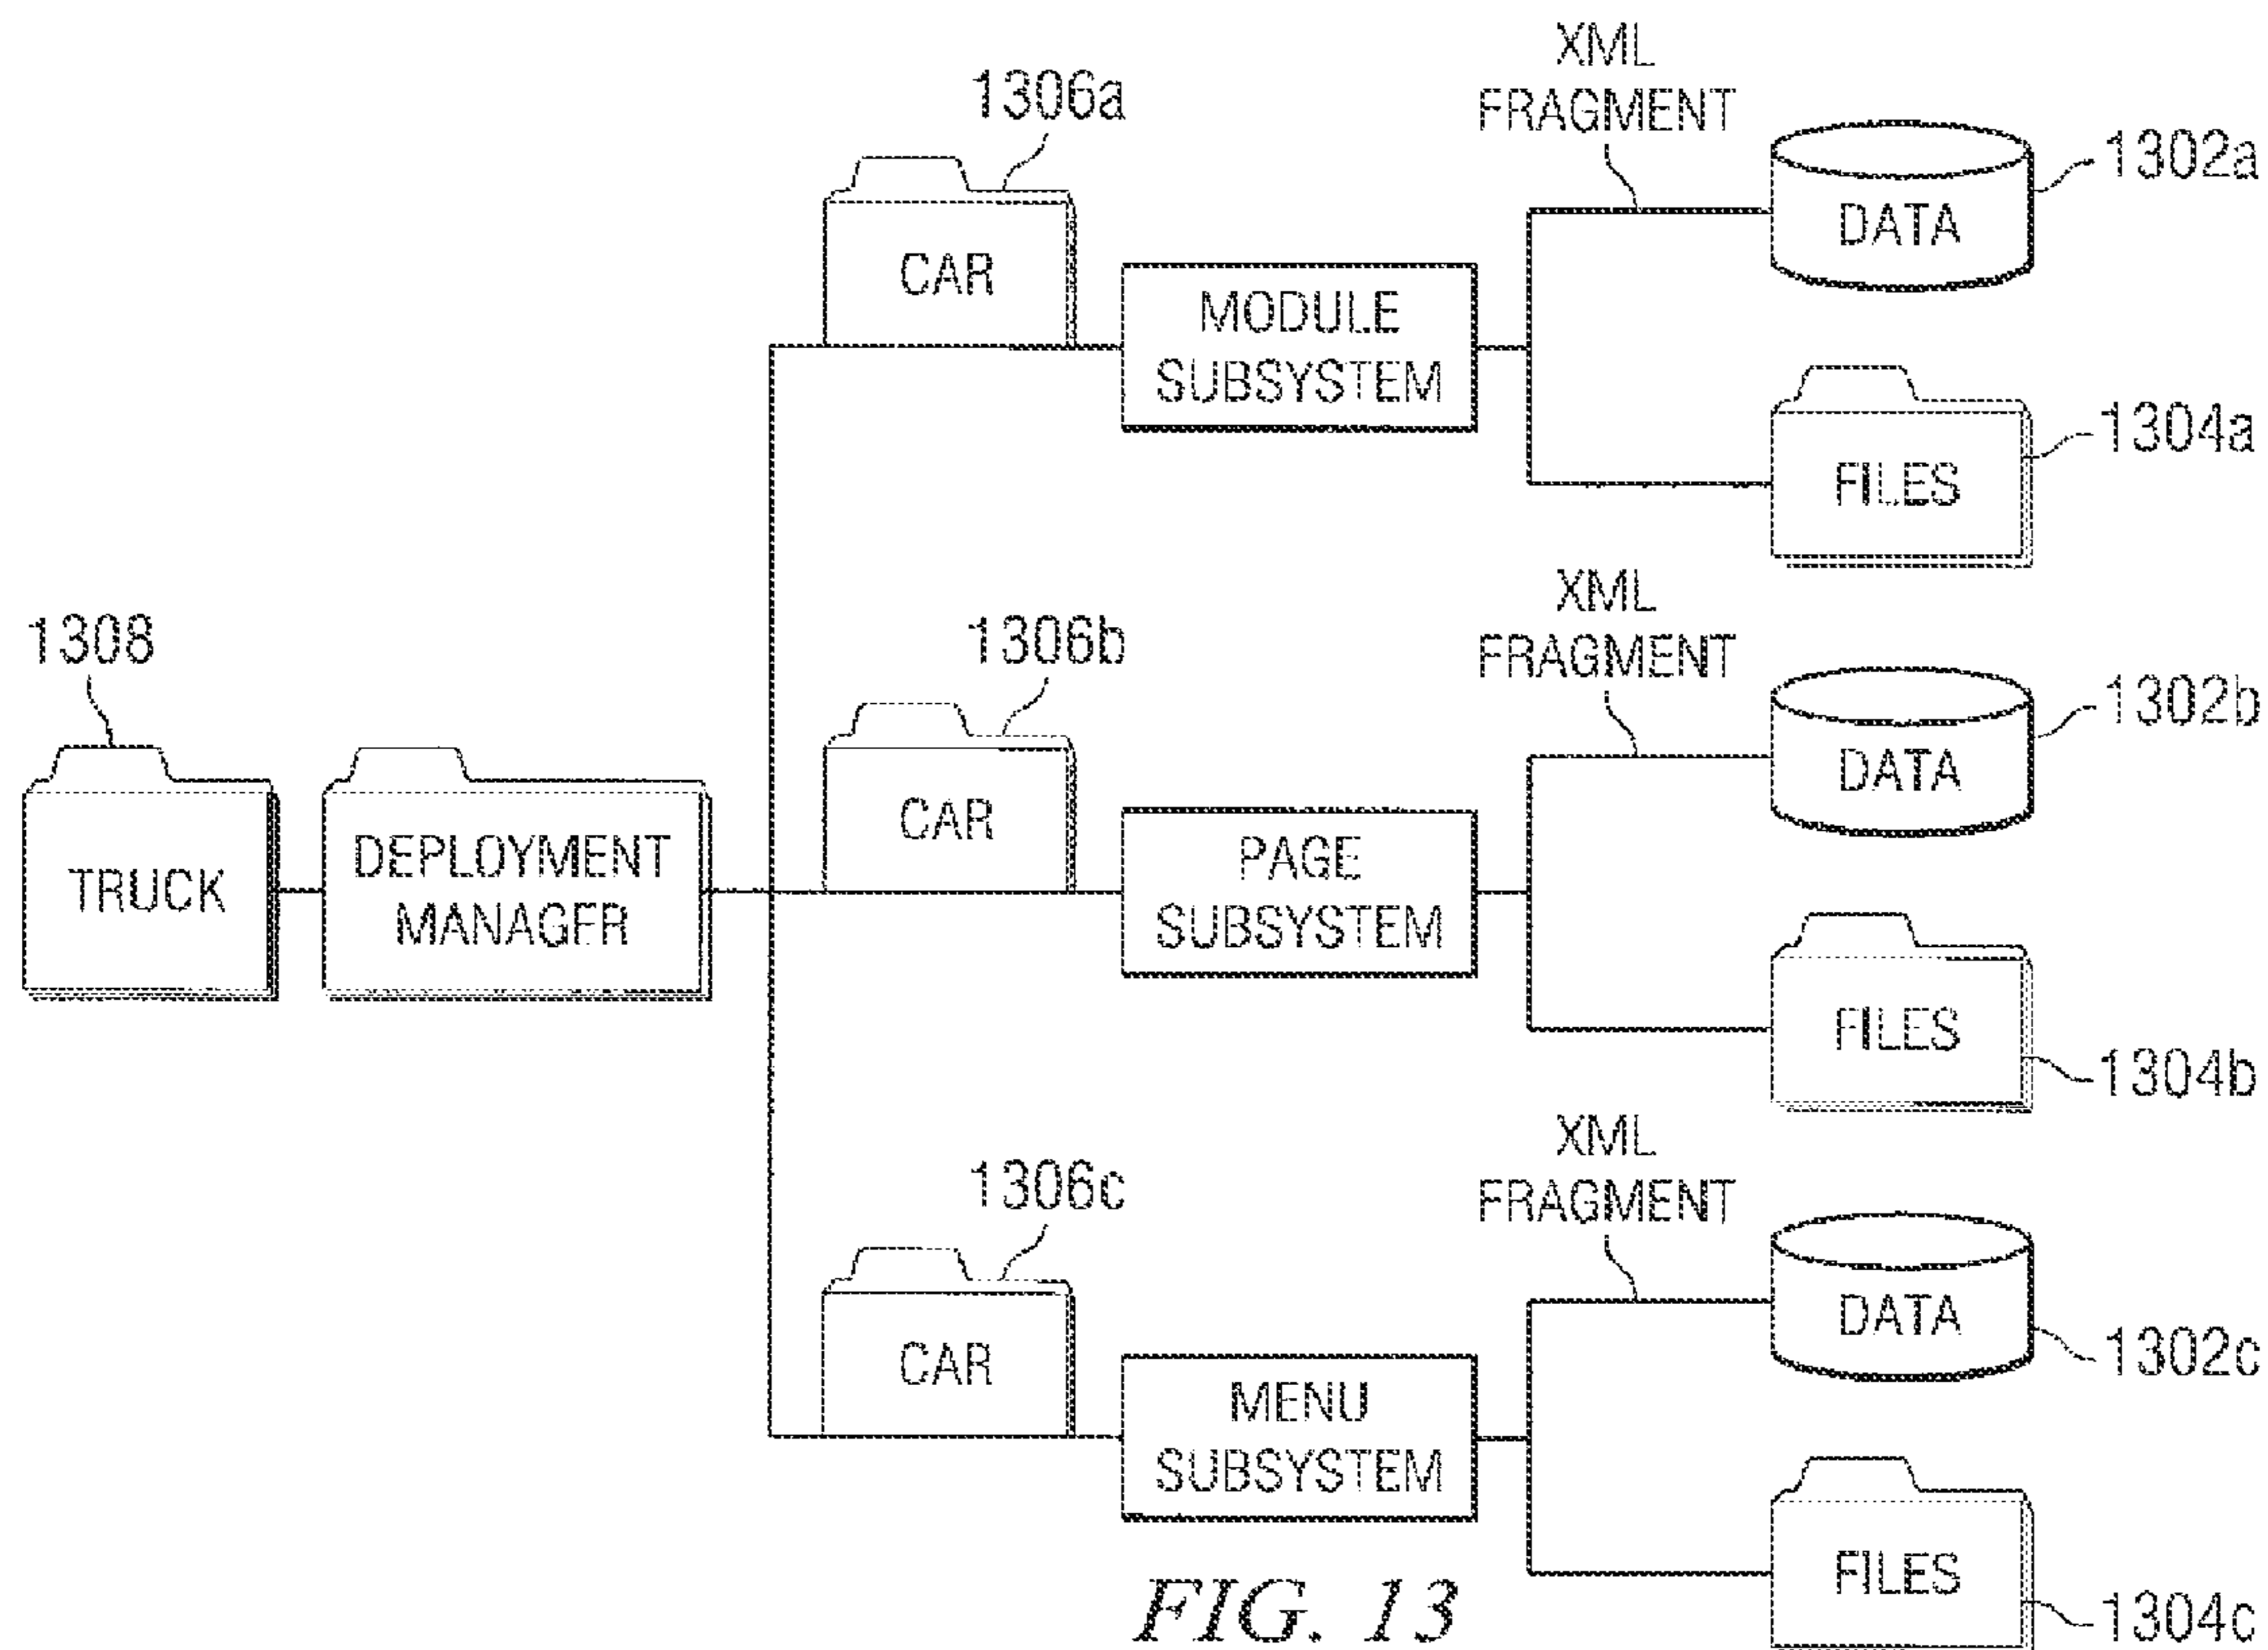 XML
FRAGMENT
1306a
1302a
DATA
CAR
MODULE
SUBSYSTEM
1304a
FILES
XML
FRAGMENT
1308
1306b
1302b
DATA
CAR
TRUCK
DEPLOYMENT
MANAGER
PAGE
SUBSYSTEM
FILES
1304b
XML
FRAGMENT
1306c
DATA
1302c
CAR
MENU
SUBSYSTEM
FILES
1304c
FIG. 13